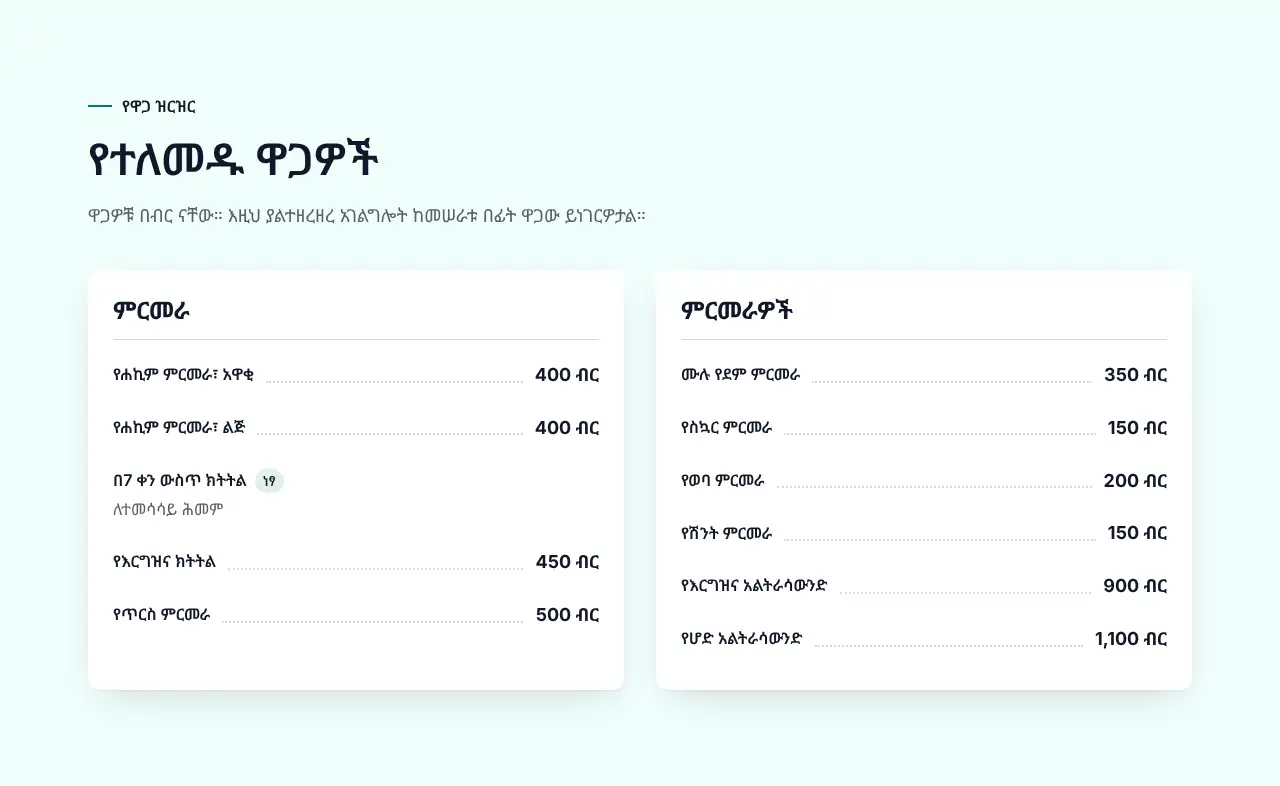 የዋጋ ዝርዝር
የተለመዱ ዋጋዎች
ዋጋዎቹ በብር ናቸው። እዚህ ያልተዘረዘረ አገልግሎት ከመሠራቱ በፊት ዋጋው ይነገርዎታል።
ምርመራ
የሐኪም ምርመራ፣ አዋቂ 400 ብር
የሐኪም ምርመራ፣ ልጅ 400 ብር
በ7 ቀን ውስጥ ክትትል ነፃ
ለተመሳሳይ ሕመም
የእርግዝና ክትትል 450 ብር
የጥርስ ምርመራ 500 ብር
ምርመራዎች
ሙሉ የደም ምርመራ 350 ብር
የስኳር ምርመራ 150 ብር
የወባ ምርመራ 200 ብር
የሽንት ምርመራ 150 ብር
የእርግዝና አልትራሳውንድ 900 ብር
የሆድ አልትራሳውንድ 1,100 ብር